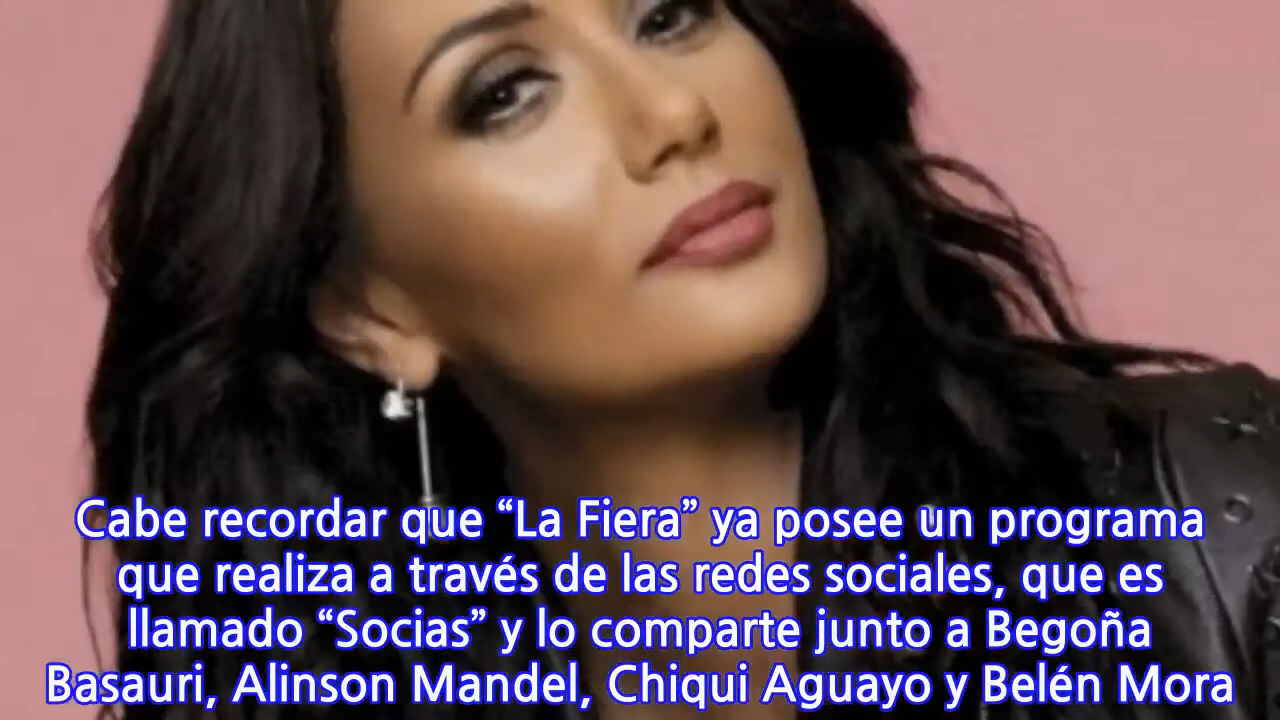 Cabe recordar que “La Fiera” ya posee un programa
que realiza a través de las redes sociales, que es
llamado “Socias” y lo comparte junto a Begoña
Basauri, Alinson Mandel, Chiqui Aguayo y Belén Mora